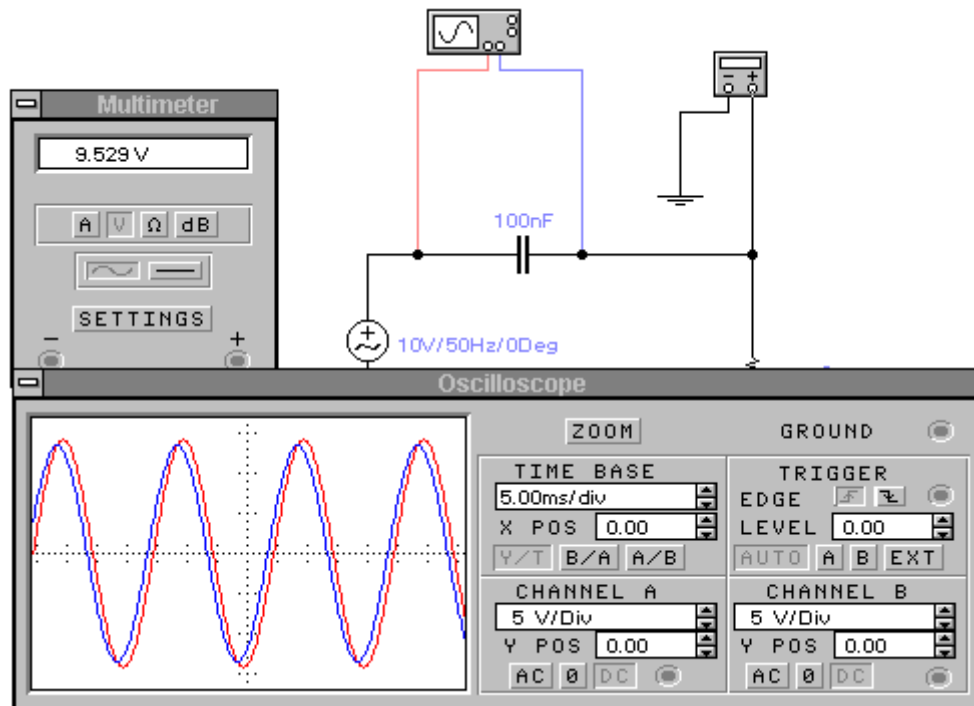 Multimeter
9.529 V
A V Ω dB
SETTINGS
− +
− +
100nF
10V/50Hz/0Deg
Oscilloscope
ZOOM GROUND
TIME BASE
5.00ms/div
X POS 0.00
Y/T B/A A/B
TRIGGER
EDGE
LEVEL 0.00
AUTO A B EXT
CHANNEL A
5 V/Div
Y POS 0.00
AC 0 DC
CHANNEL B
5 V/Div
Y POS 0.00
AC 0 DC